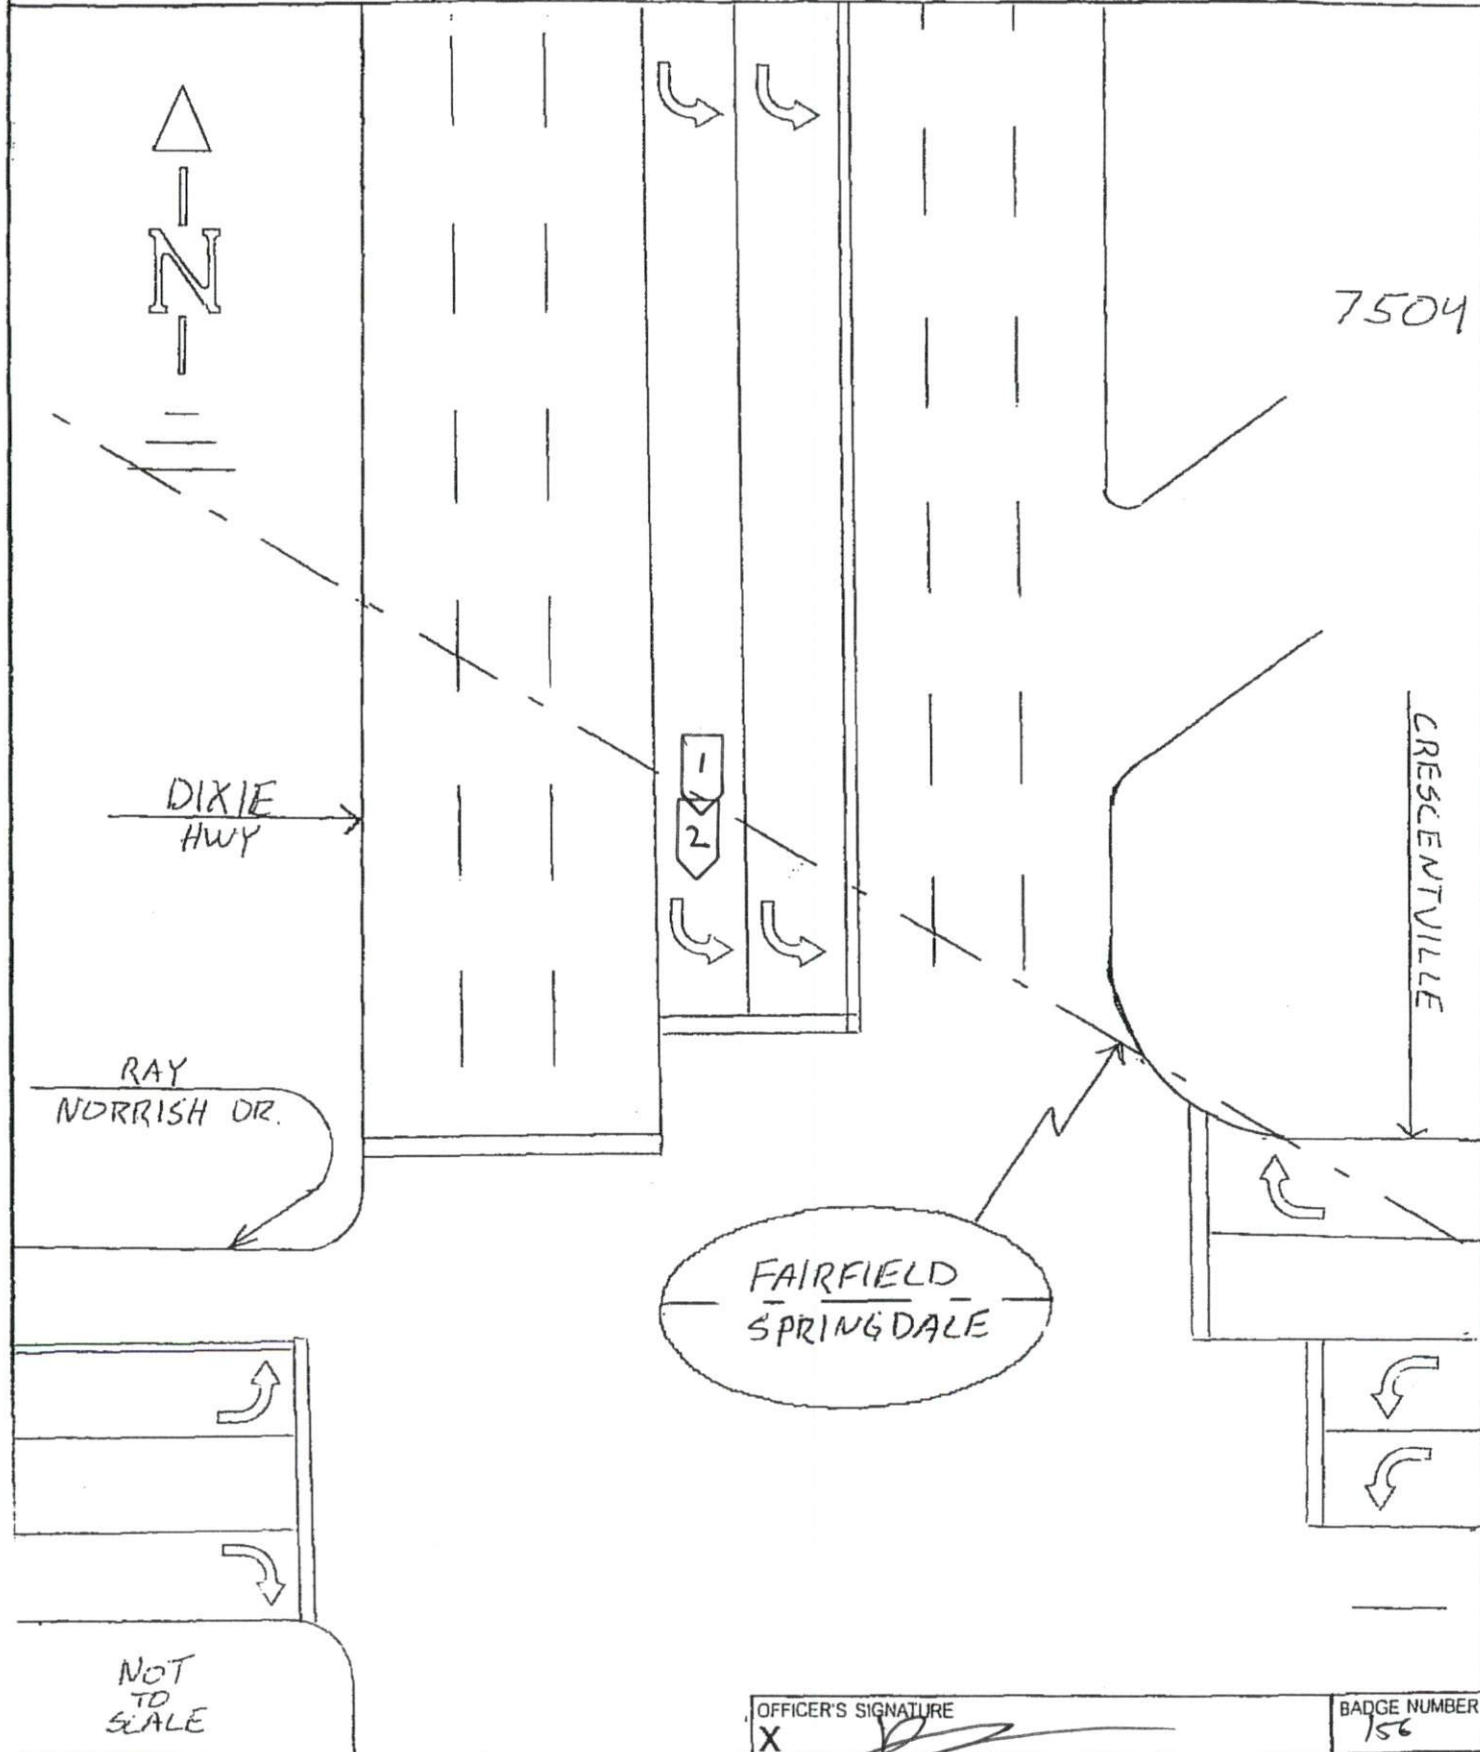 N
7504
1
2
DIXIE
HWY
CRESCENTVILLE
RAY
NORRISH DR.
FAIRFIELD
SPRINGDALE
NOT
TO
SCALE
OFFICER'S SIGNATURE
X
BADGE NUMBER
156